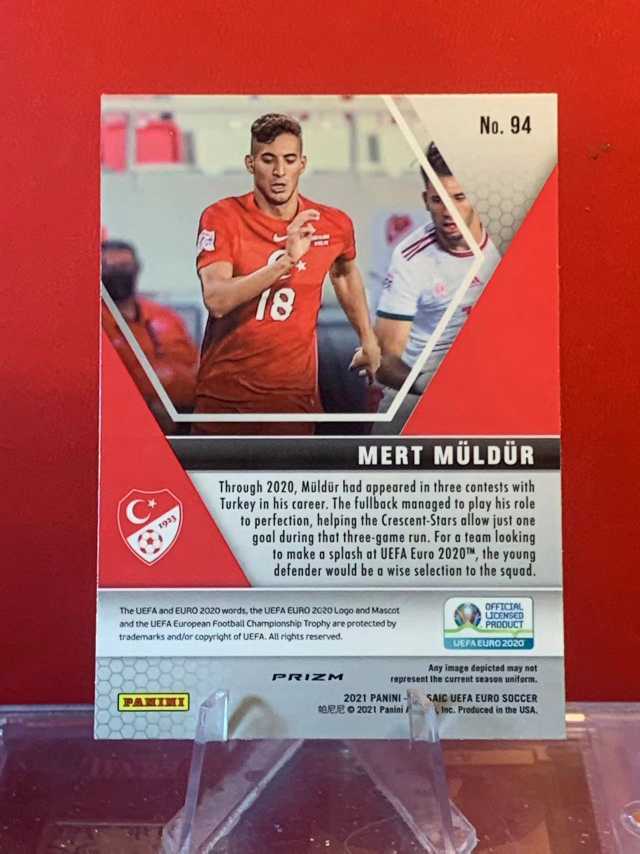 No. 94
18
MERT MÜLDÜR
Through 2020, Müldür had appeared in three contests with
Turkey in his career. The fullback managed to play his role
to perfection, helping the Crescent-Stars allow just one
goal during that three-game run. For a team looking
to make a splash at UEFA Euro 2020™, the young
defender would be a wise selection to the squad.
1923
The UEFA and EURO 2020 words, the UEFA EURO 2020 Logo and Mascot
and the UEFA European Football Championship Trophy are protected by
trademarks and/or copyright of UEFA. All rights reserved.
OFFICIAL
LICENSED
PRODUCT
UEFA EURO2020
PRIZM
Any image depicted may not
represent the current season uniform.
PANINI
2021 PANINI – SAIC UEFA EURO SOCCER
帕尼尼 © 2021 Panini A Inc. Produced in the USA.